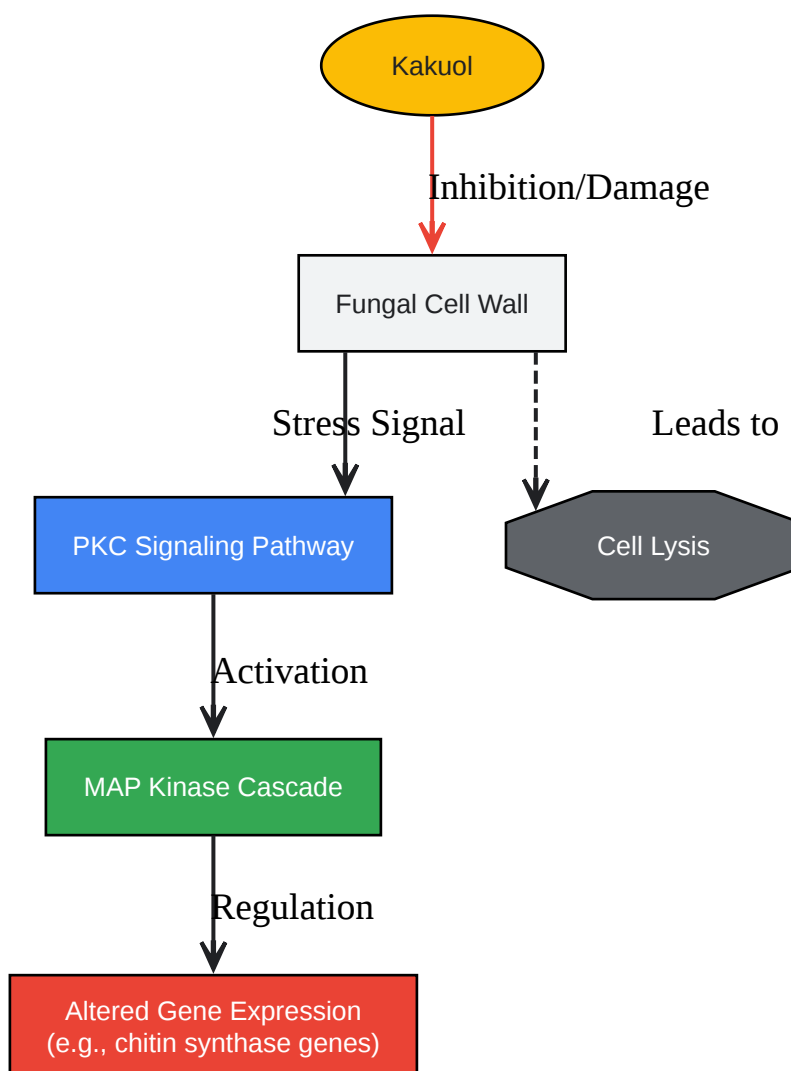 Kakuol
Inhibition/Damage
Fungal Cell Wall
Stress Signal
Leads to
PKC Signaling Pathway
Cell Lysis
Activation
MAP Kinase Cascade
Regulation
Altered Gene Expression
(e.g., chitin synthase genes)